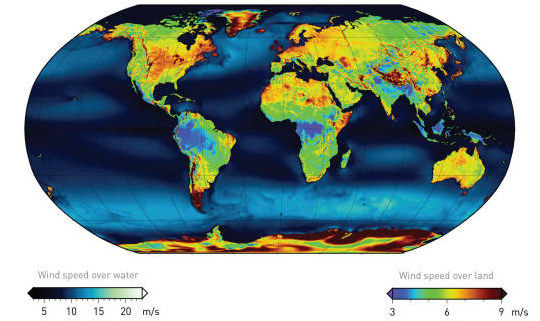 Wind speed over water
5 10 15 20 m/s
Wind speed over land
3 6 9 m/s